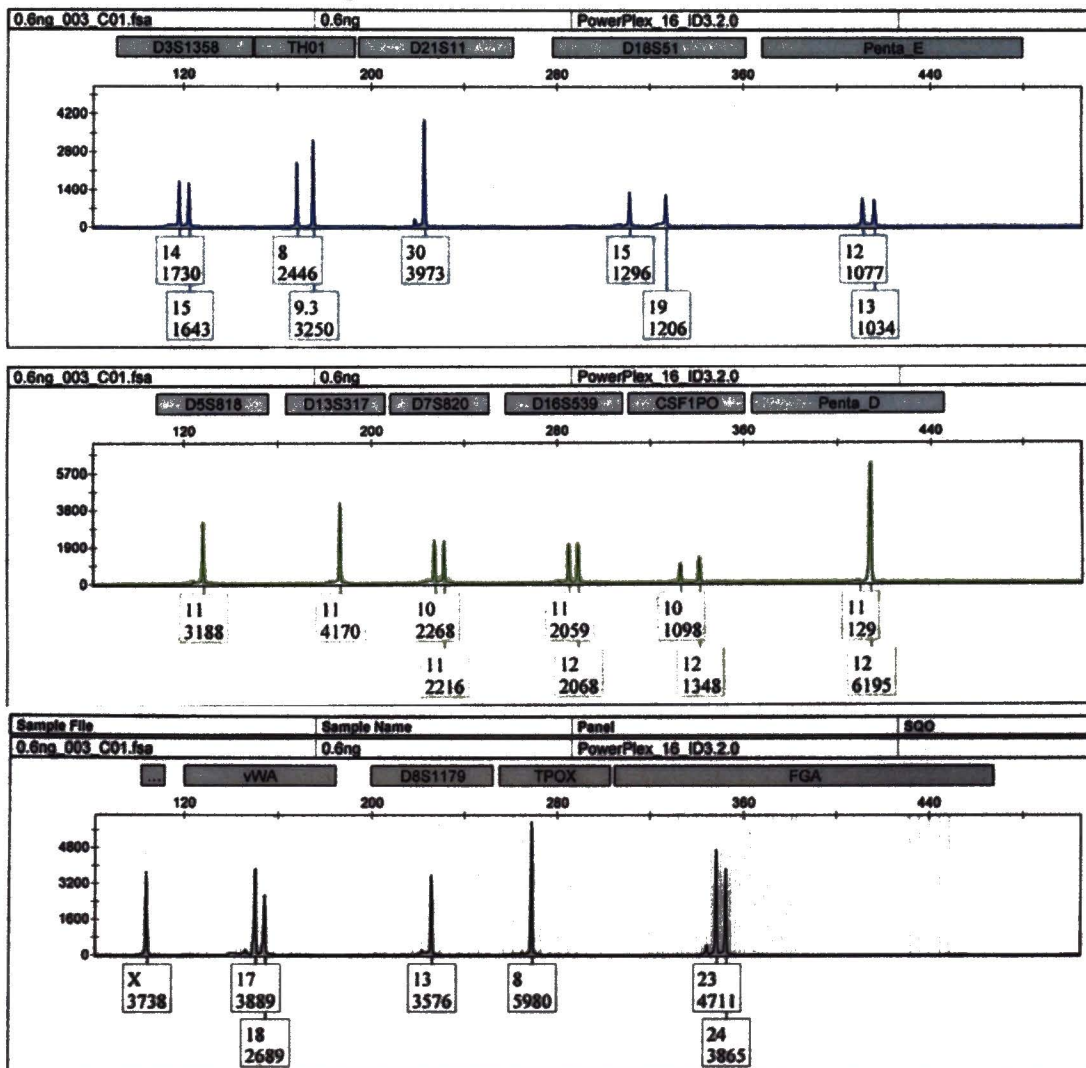 0.6ng_003_C01.fsa 0.6ng PowerPlex_16_ID3.2.0
D3S1358 TH01 D21S11 D18S51 Penta_E
120 200 280 360 440
4200
2800
1400
0
14 8 30 15 12
1730 2446 3973 1296 1077
15 9.3 19 13
1643 3250 1206 1034
0.6ng_003_C01.fsa 0.6ng PowerPlex_16_ID3.2.0
D5S818 D13S317 D7S820 D16S539 CSF1PO Penta_D
120 200 280 360 440
5700
3800
1900
0
11 11 10 11 10 11
3188 4170 2268 2059 1098 129
11 12 12 12
2216 2068 1348 6195
Sample File Sample Name Panel SQO
0.6ng_003_C01.fsa 0.6ng PowerPlex_16_ID3.2.0
... vWA D8S1179 TPOX FGA
120 200 280 360 440
4800
3200
1600
0
X 17 13 8 23
3738 3889 3576 5980 4711
18 24
2689 3865